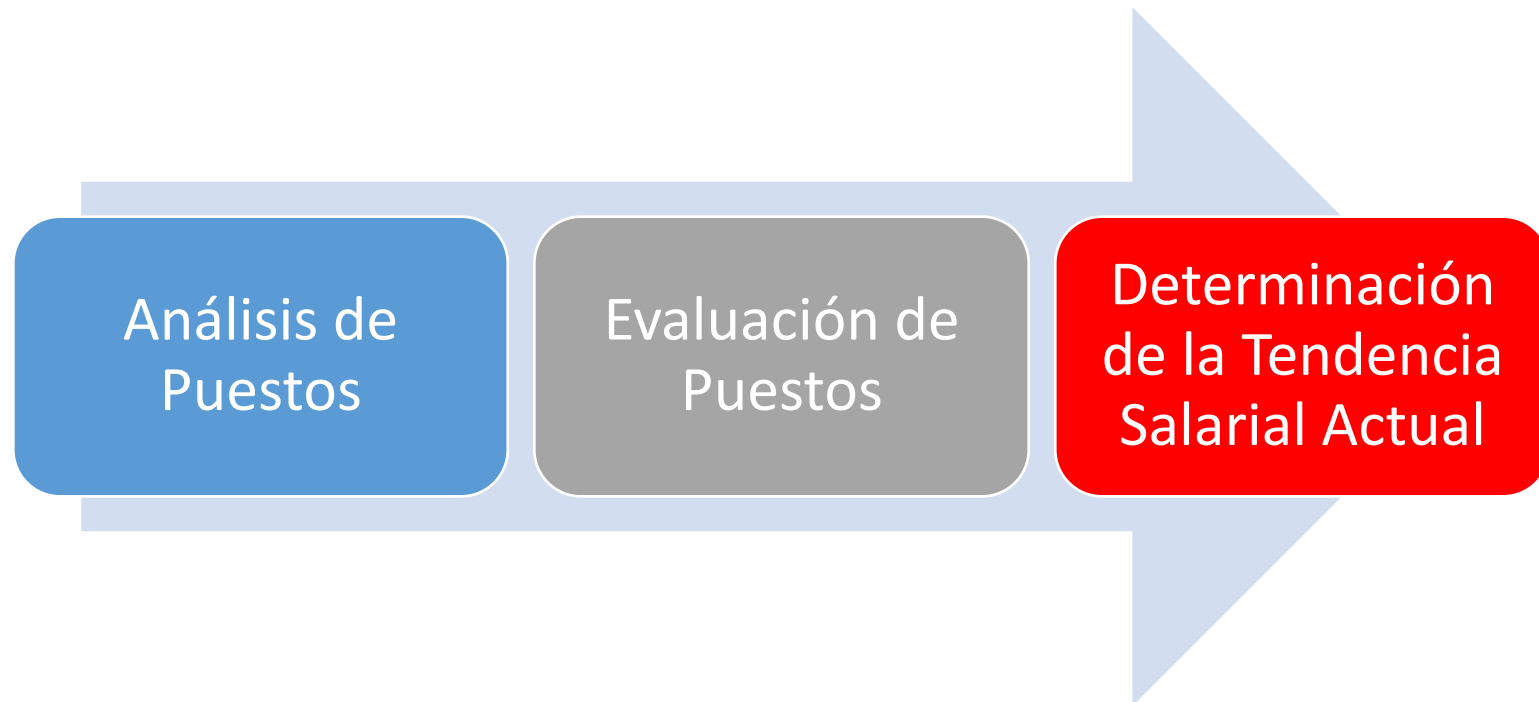 Análisis de
Puestos
Evaluación de
Puestos
Determinación
de la Tendencia
Salarial Actual